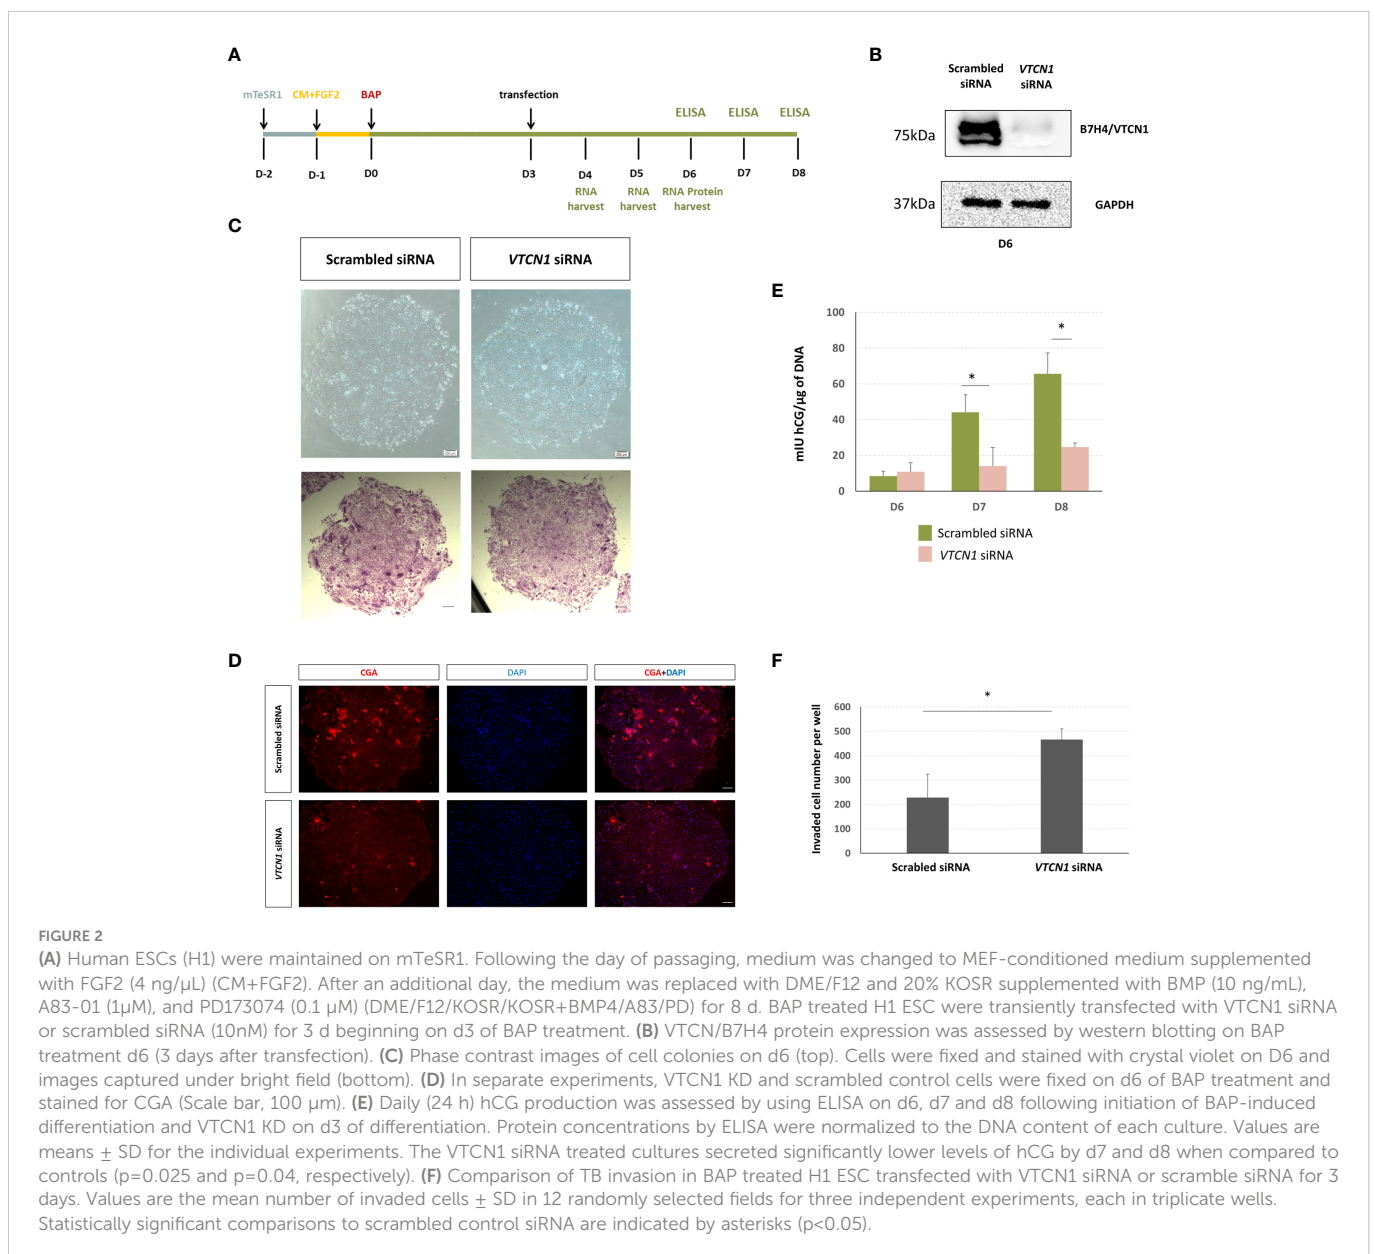 A
mTeSR1 CM+FGF2 BAP transfection ELISA ELISA ELISA
D-2 D-1 D0 D3 D4 D5 D6 D7 D8
RNA RNA RNA Protein
harvest harvest harvest
B
Scrambled VTCN1
siRNA siRNA
75kDa B7H4/VTCN1
37kDa GAPDH
D6
C
Scrambled siRNA VTCN1 siRNA
D
CGA DAPI CGA+DAPI
Scrambled siRNA
VTCN1 siRNA
E
mIU hCG/µg of DNA
100
80
60
40
20
0
* *
D6 D7 D8
Scrambled siRNA
VTCN1 siRNA
F
Invaded cell number per well
*
600
500
400
300
200
100
0
Scrabled siRNA VTCN1 siRNA
FIGURE 2
(A) Human ESCs (H1) were maintained on mTeSR1. Following the day of passaging, medium was changed to MEF-conditioned medium supplemented
with FGF2 (4 ng/µL) (CM+FGF2). After an additional day, the medium was replaced with DME/F12 and 20% KOSR supplemented with BMP (10 ng/mL),
A83-01 (1µM), and PD173074 (0.1 µM) (DME/F12/KOSR/KOSR+BMP4/A83/PD) for 8 d. BAP treated H1 ESC were transiently transfected with VTCN1 siRNA
or scrambled siRNA (10nM) for 3 d beginning on d3 of BAP treatment. (B) VTCN/B7H4 protein expression was assessed by western blotting on BAP
treatment d6 (3 days after transfection). (C) Phase contrast images of cell colonies on d6 (top). Cells were fixed and stained with crystal violet on D6 and
images captured under bright field (bottom). (D) In separate experiments, VTCN1 KD and scrambled control cells were fixed on d6 of BAP treatment and
stained for CGA (Scale bar, 100 µm). (E) Daily (24 h) hCG production was assessed by using ELISA on d6, d7 and d8 following initiation of BAP-induced
differentiation and VTCN1 KD on d3 of differentiation. Protein concentrations by ELISA were normalized to the DNA content of each culture. Values are
means ± SD for the individual experiments. The VTCN1 siRNA treated cultures secreted significantly lower levels of hCG by d7 and d8 when compared to
controls (p=0.025 and p=0.04, respectively). (F) Comparison of TB invasion in BAP treated H1 ESC transfected with VTCN1 siRNA or scramble siRNA for 3
days. Values are the mean number of invaded cells ± SD in 12 randomly selected fields for three independent experiments, each in triplicate wells.
Statistically significant comparisons to scrambled control siRNA are indicated by asterisks (p<0.05).